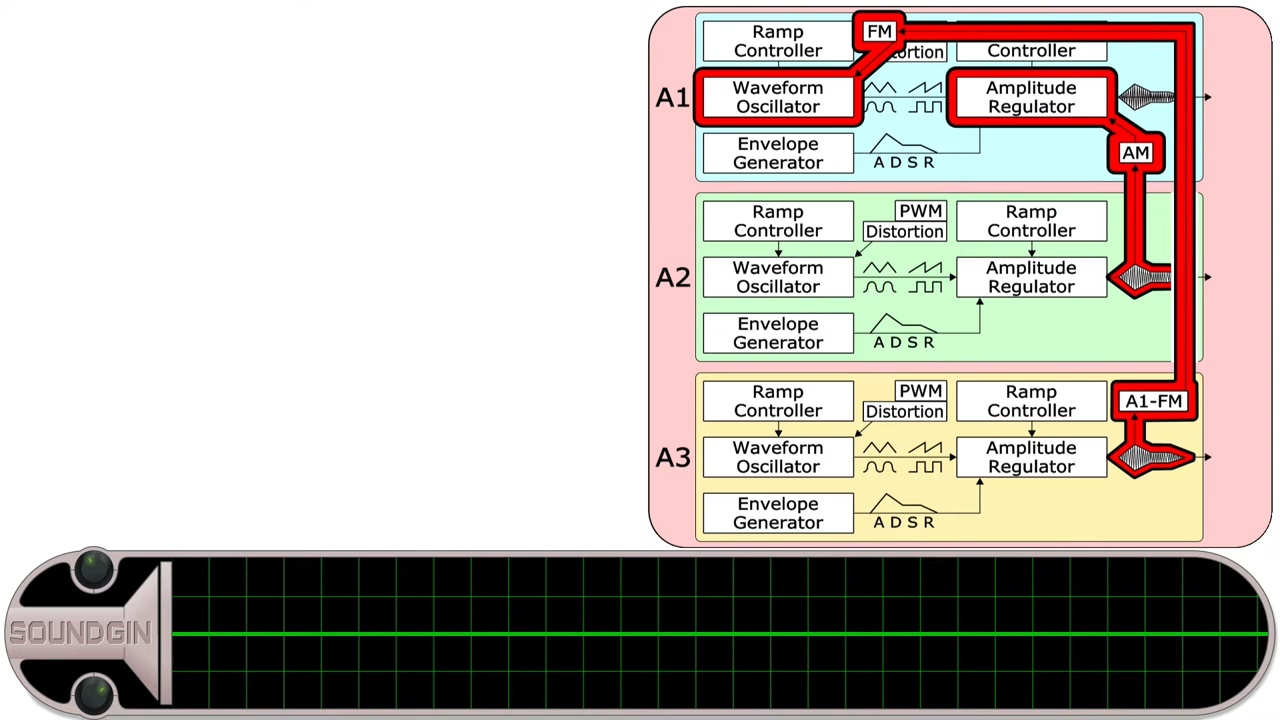 Ramp
Controller
FM
Controller
A1
Waveform
Oscillator
Amplitude
Regulator
Envelope
Generator
A D S R
AM
Ramp
Controller
PWM
Distortion
Ramp
Controller
A2
Waveform
Oscillator
Amplitude
Regulator
Envelope
Generator
A D S R
Ramp
Controller
PWM
Distortion
Ramp
Controller
A1-FM
A3
Waveform
Oscillator
Amplitude
Regulator
Envelope
Generator
A D S R
SOUNDGIN